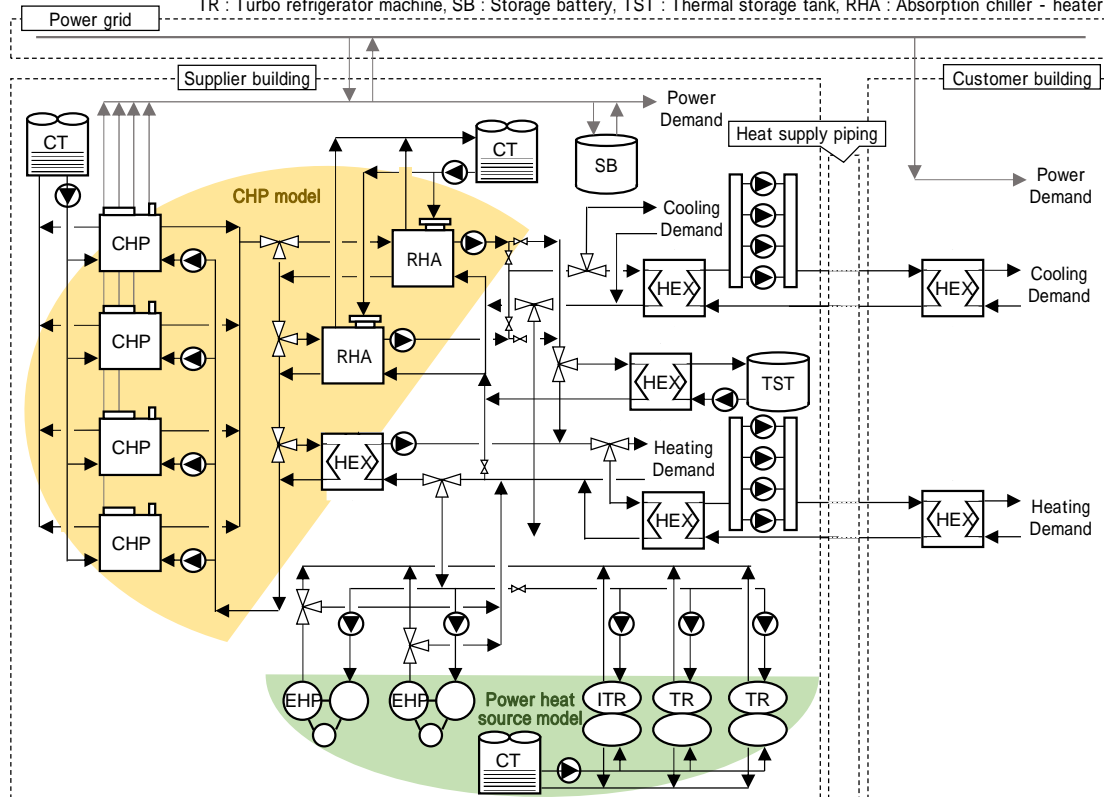 TR : Turbo refrigerator machine, SB : Storage battery, TST : Thermal storage tank, RHA : Absorption chiller - heater
Power grid
Supplier building
Customer building
Power
Demand
Heat supply piping
CT
CT
SB
Power
Demand
CHP model
Cooling
Demand
CHP
RHA
HEX
HEX
Cooling
Demand
CHP
RHA
HEX
TST
CHP
HEX
Heating
Demand
CHP
HEX
HEX
Heating
Demand
EHP
EHP
Power heat
source model
ITR
TR
TR
CT